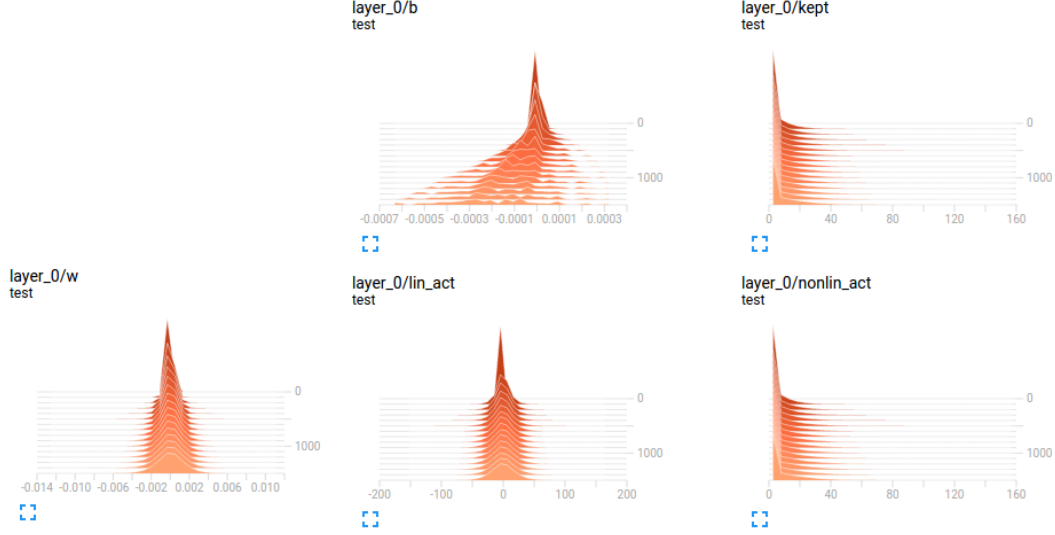 layer_0/b
test
0
1000
-0.0007 -0.0005 -0.0003 -0.0001 0.0001 0.0003
layer_0/kept
test
0
1000
0 40 80 120 160
layer_0/w
test
0
1000
-0.014 -0.010 -0.006 -0.002 0.002 0.006 0.010
layer_0/lin_act
test
0
1000
-200 -100 0 100 200
layer_0/nonlin_act
test
0
1000
0 40 80 120 160